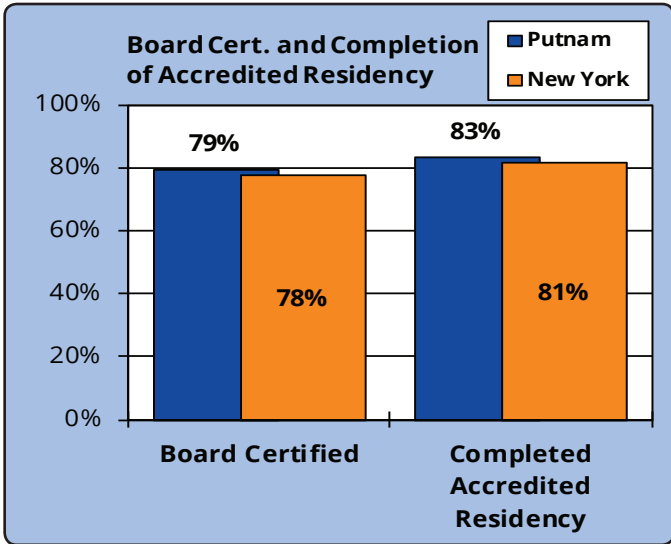 Board Cert. and Completion
of Accredited Residency
Putnam
New York
100%
80%
60%
40%
20%
0%
79%
78%
83%
81%
Board Certified
Completed
Accredited
Residency